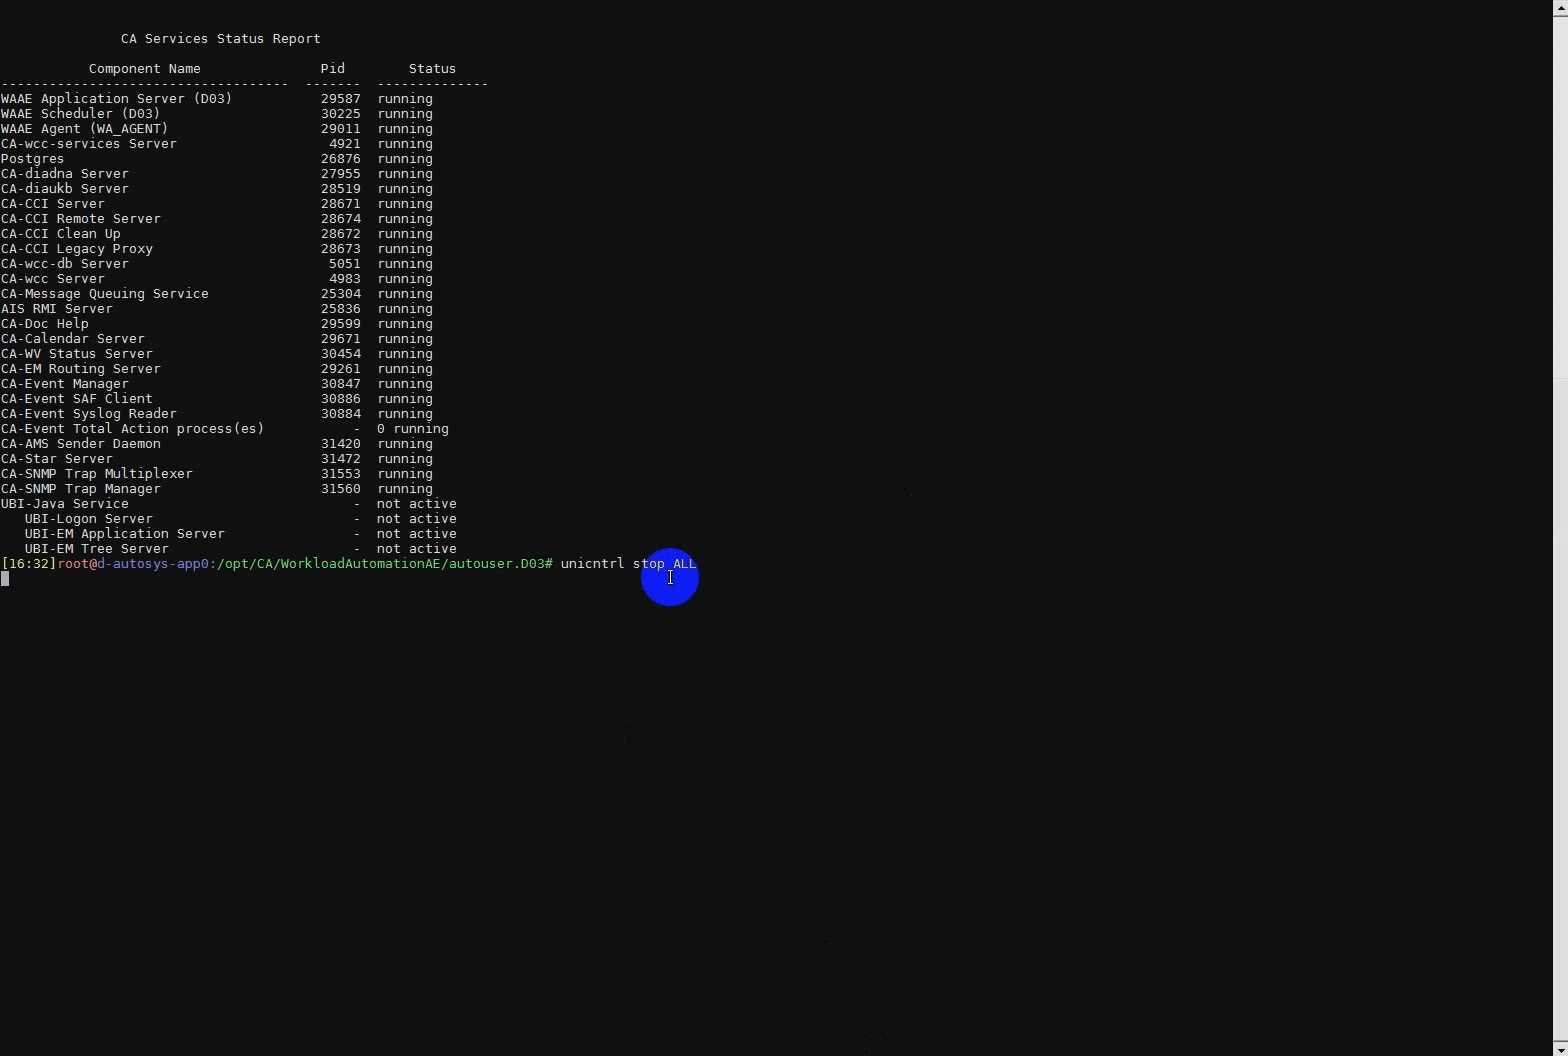 CA Services Status Report
Component Name Pid Status
------------------------------------ ------- --------------
WAAE Application Server (D03) 29587 running
WAAE Scheduler (D03) 30225 running
WAAE Agent (WA_AGENT) 29011 running
CA-wcc-services Server 4921 running
Postgres 26876 running
CA-diadna Server 27955 running
CA-diaukb Server 28519 running
CA-CCI Server 28671 running
CA-CCI Remote Server 28674 running
CA-CCI Clean Up 28672 running
CA-CCI Legacy Proxy 28673 running
CA-wcc-db Server 5051 running
CA-wcc Server 4983 running
CA-Message Queuing Service 25304 running
AIS RMI Server 25836 running
CA-Doc Help 29599 running
CA-Calendar Server 29671 running
CA-WV Status Server 30454 running
CA-EM Routing Server 29261 running
CA-Event Manager 30847 running
CA-Event SAF Client 30886 running
CA-Event Syslog Reader 30884 running
CA-Event Total Action process(es) - 0 running
CA-AMS Sender Daemon 31420 running
CA-Star Server 31472 running
CA-SNMP Trap Multiplexer 31553 running
CA-SNMP Trap Manager 31560 running
UBI-Java Service - not active
UBI-Logon Server - not active
UBI-EM Application Server - not active
UBI-EM Tree Server - not active
[16:32]root@d-autosys-app0:/opt/CA/WorkloadAutomationAE/autouser.D03# unicntrl stop ALL